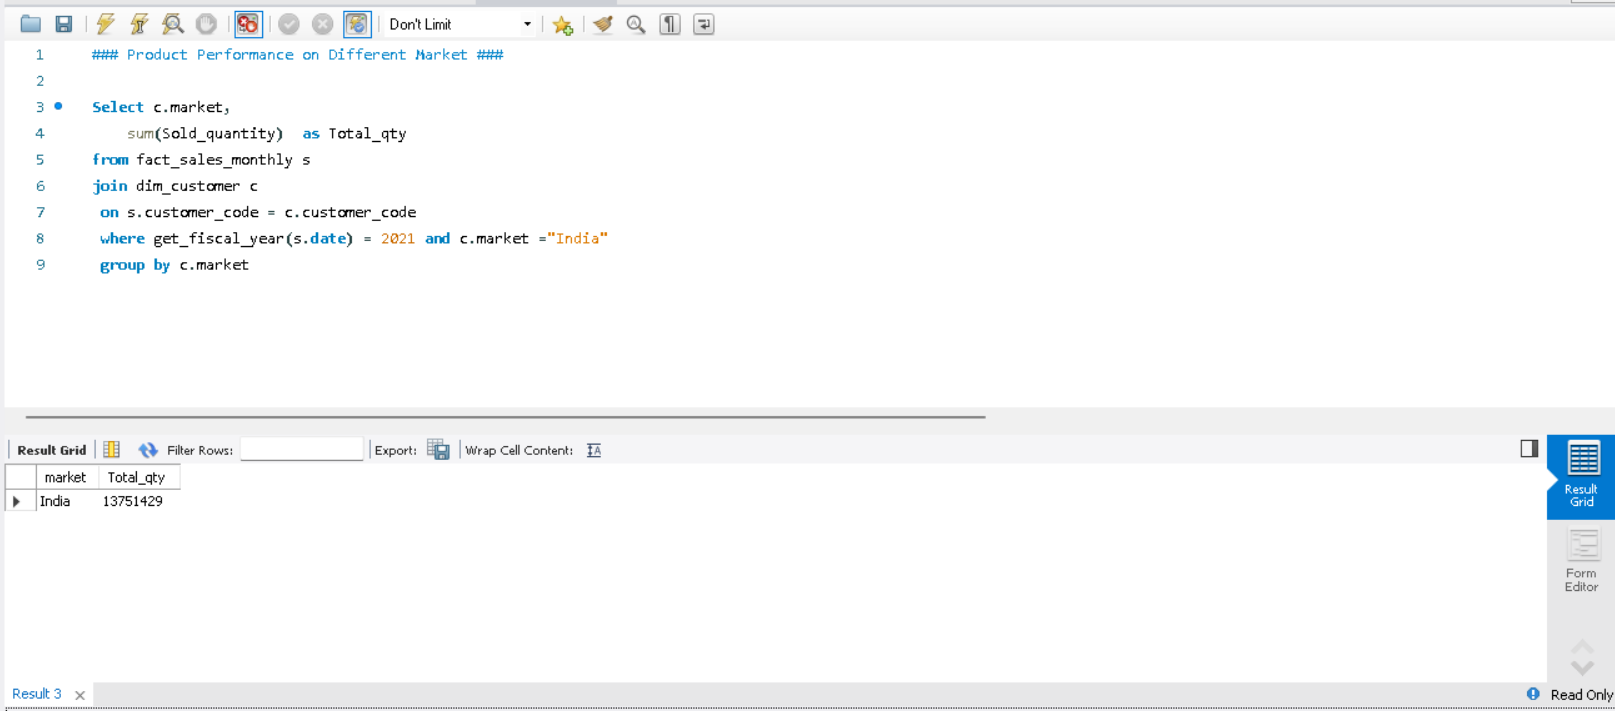 Don't Limit
1 ### Product Performance on Different Market ###
2
3 Select c.market,
4 sum(Sold_quantity) as Total_qty
5 from fact_sales_monthly s
6 join dim_customer c
7 on s.customer_code = c.customer_code
8 where get_fiscal_year(s.date) = 2021 and c.market ="India"
9 group by c.market
Result Grid Filter Rows: Export: Wrap Cell Content: IA
market Total_qty
India 13751429
Result
Grid
Form
Editor
Result 3 Read Only